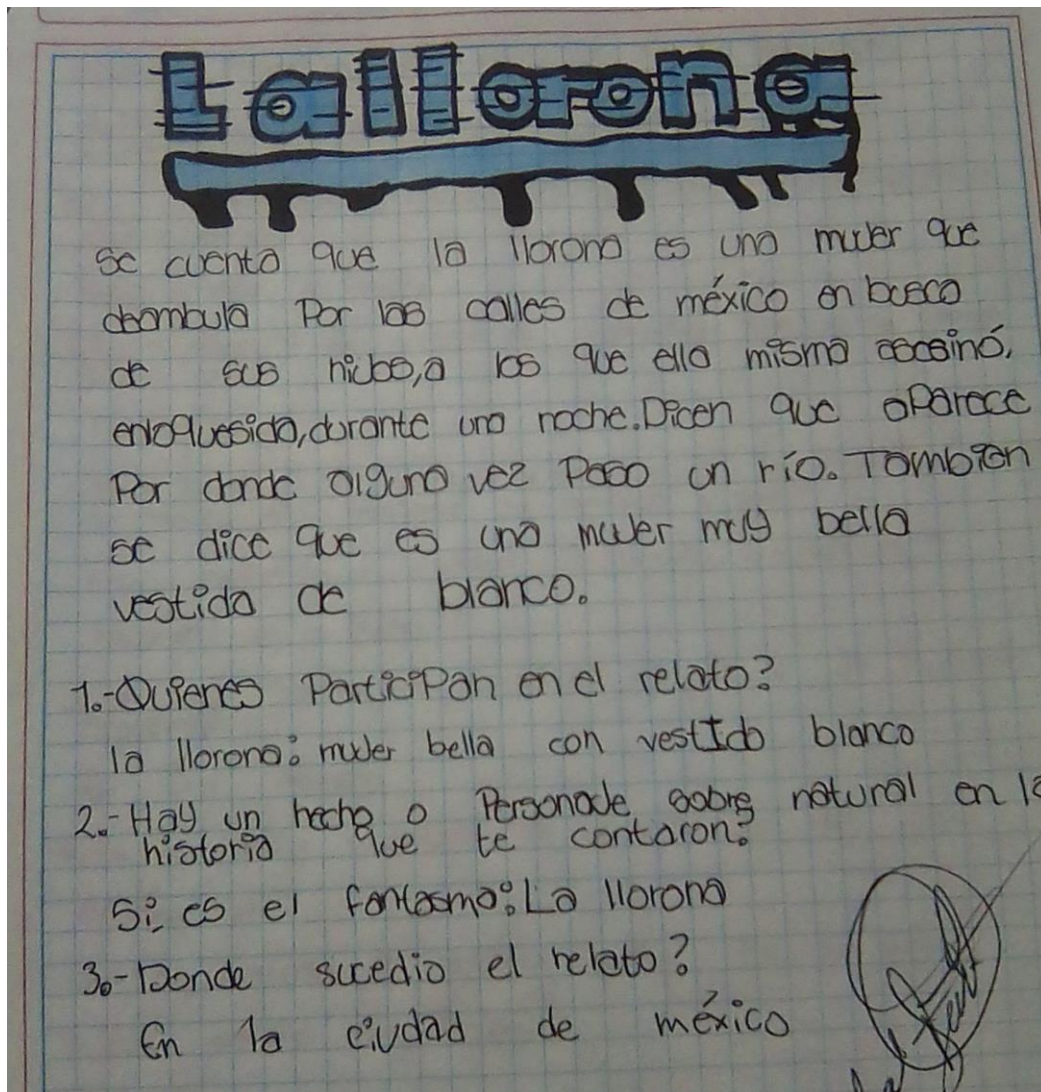 La llorona
se cuenta que la llorona es una mujer que
deambula Por las calles de méxico en busca
de sus hijos, a los que ella misma asesinó,
enloquesida, durante una noche. Dicen que aParece
Por donde alguna vez Paso un río. Tambien
se dice que es una mujer muy bella
vestida de blanco.
1.-Quienes ParticiPan en el relato?
la llorona: mujer bella con vestido blanco
2.-Hay un hecho o Personaje sobre natural en la
historia que te contaron?
Si, es el fantasma: La llorona
3.-Donde sucedio el relato?
En la ciudad de méxico